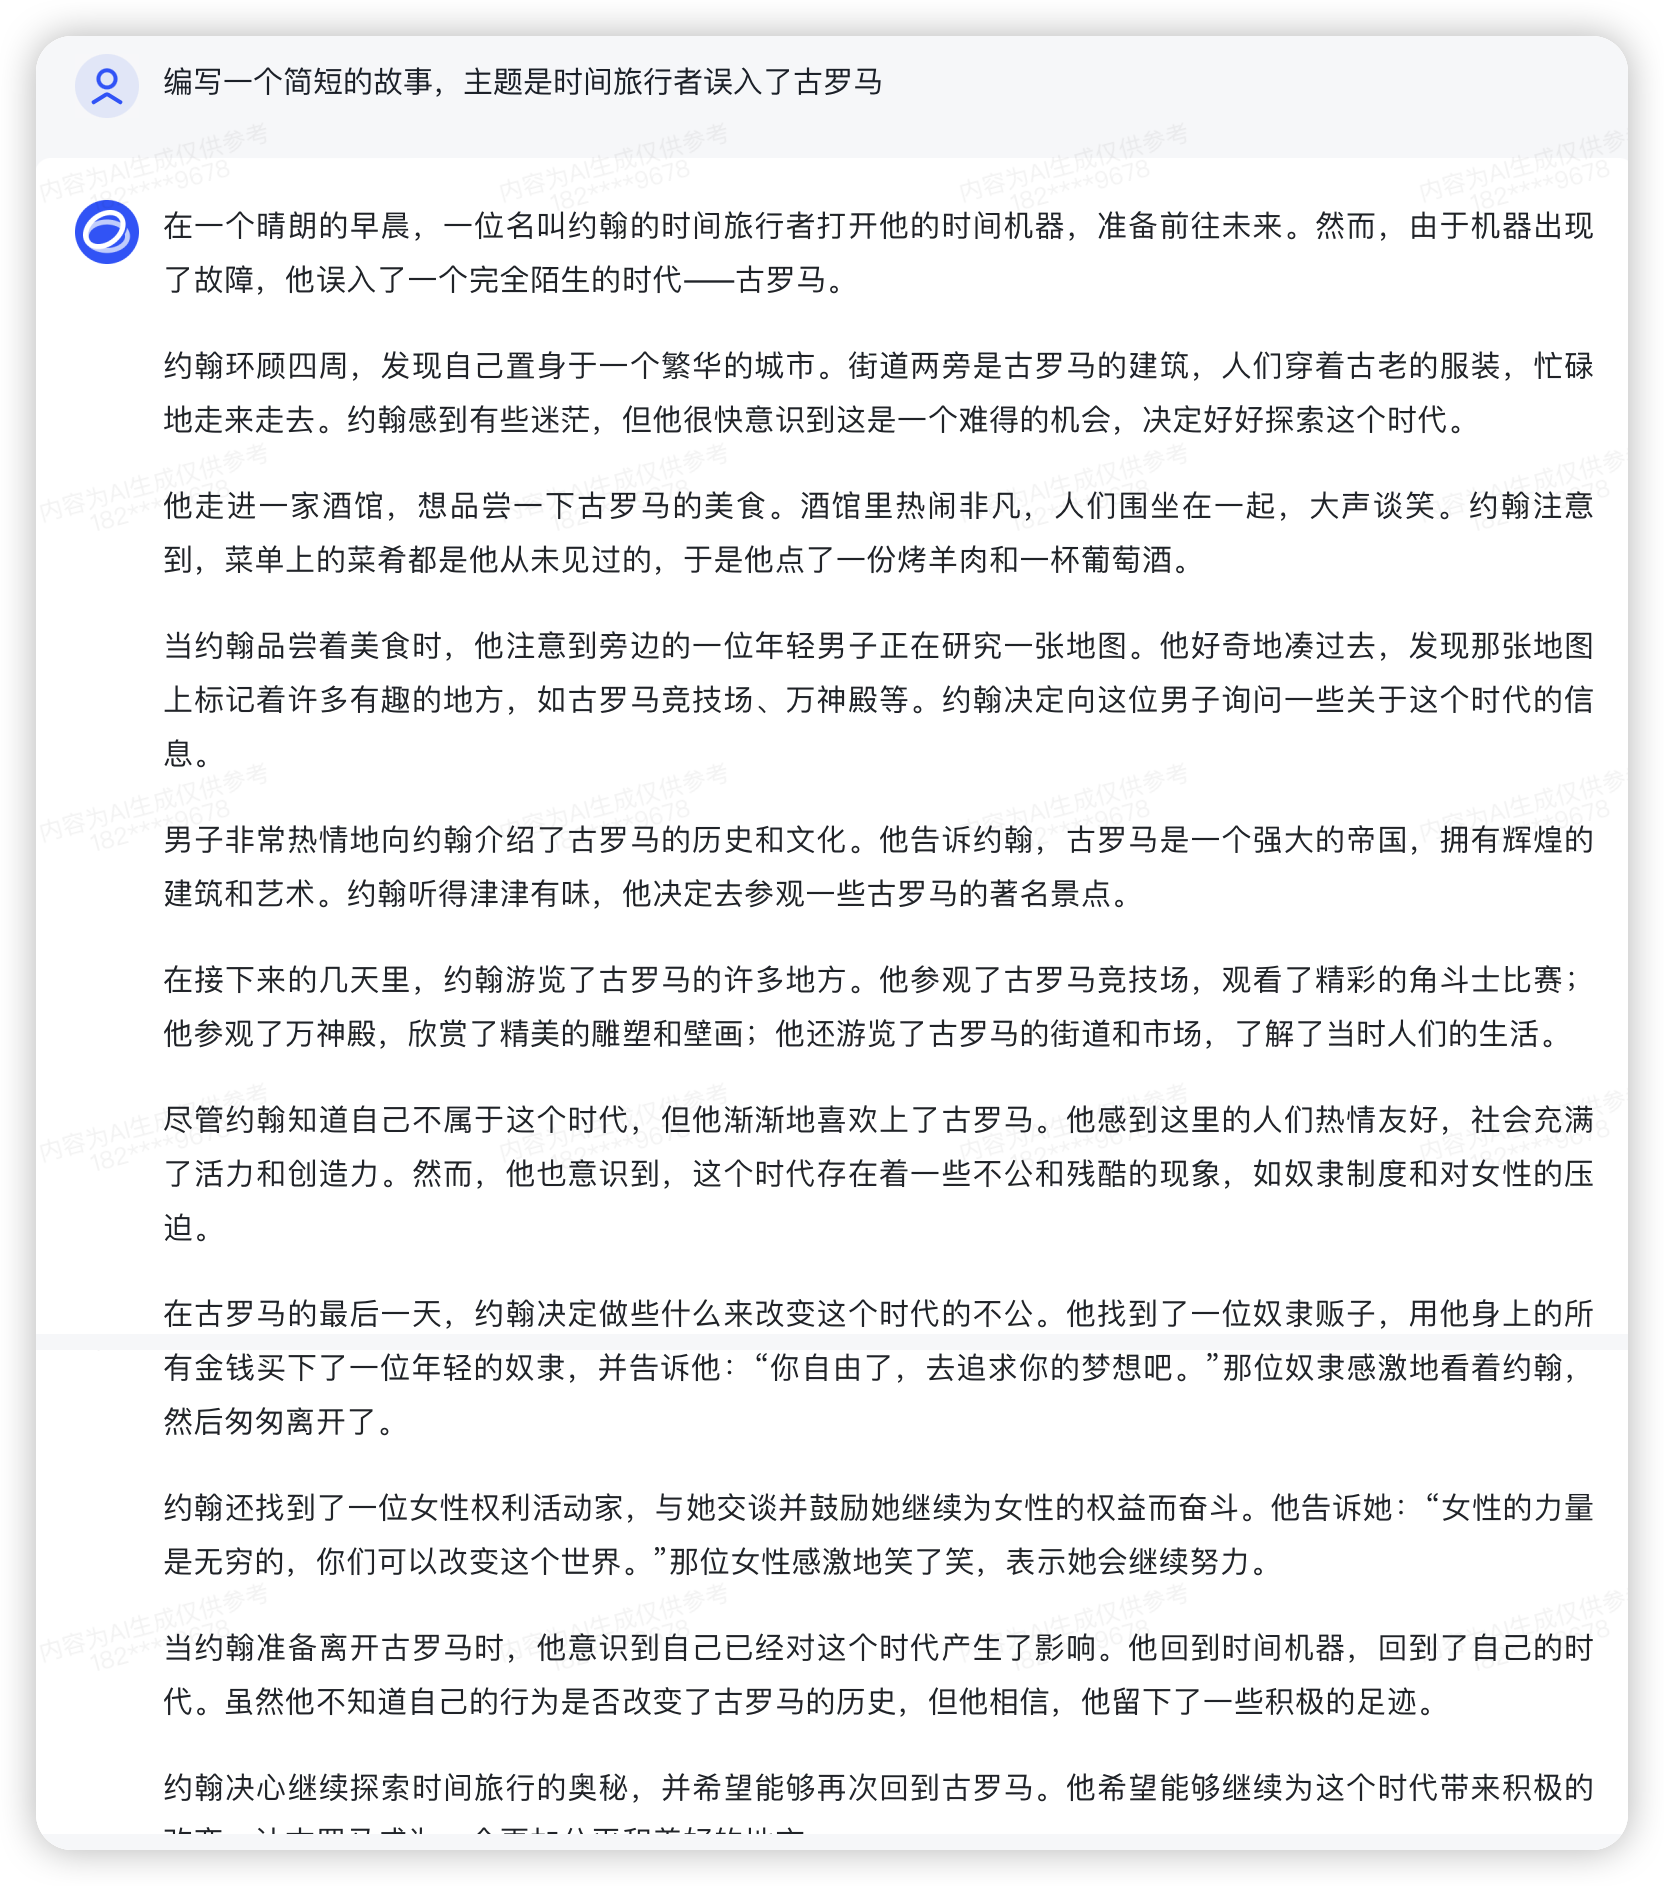 编写一个简短的故事，主题是时间旅行者误入了古罗马
在一个晴朗的早晨，一位名叫约翰的时间旅行者打开他的时间机器，准备前往未来。然而，由于机器出现
了故障，他误入了一个完全陌生的时代——古罗马。
约翰环顾四周，发现自己置身于一个繁华的城市。街道两旁是古罗马的建筑，人们穿着古老的服装，忙碌
地走来走去。约翰感到有些迷茫，但他很快意识到这是一个难得的机会，决定好好探索这个时代。
他走进一家酒馆，想品尝一下古罗马的美食。酒馆里热闹非凡，人们围坐在一起，大声谈笑。约翰注意
到，菜单上的菜肴都是他从未见过的，于是他点了一份烤羊肉和一杯葡萄酒。
当约翰品尝着美食时，他注意到旁边的一位年轻男子正在研究一张地图。他好奇地凑过去，发现那张地图
上标记着许多有趣的地方，如古罗马竞技场、万神殿等。约翰决定向这位男子询问一些关于这个时代的信
息。
男子非常热情地向约翰介绍了古罗马的历史和文化。他告诉约翰，古罗马是一个强大的帝国，拥有辉煌的
建筑和艺术。约翰听得津津有味，他决定去参观一些古罗马的著名景点。
在接下来的几天里，约翰游览了古罗马的许多地方。他参观了古罗马竞技场，观看了精彩的角斗士比赛；
他参观了万神殿，欣赏了精美的雕塑和壁画；他还游览了古罗马的街道和市场，了解了当时人们的生活。
尽管约翰知道自己不属于这个时代，但他渐渐地喜欢上了古罗马。他感到这里的人们热情友好，社会充满
了活力和创造力。然而，他也意识到，这个时代存在着一些不公和残酷的现象，如奴隶制度和对女性的压
迫。
在古罗马的最后一天，约翰决定做些什么来改变这个时代的不公。他找到了一位奴隶贩子，用他身上的所
有金钱买下了一位年轻的奴隶，并告诉他：“你自由了，去追求你的梦想吧。”那位奴隶感激地看着约翰，
然后匆匆离开了。
约翰还找到了一位女性权利活动家，与她交谈并鼓励她继续为女性的权益而奋斗。他告诉她：“女性的力量
是无穷的，你们可以改变这个世界。”那位女性感激地笑了笑，表示她会继续努力。
当约翰准备离开古罗马时，他意识到自己已经对这个时代产生了影响。他回到时间机器，回到了自己的时
代。虽然他不知道自己的行为是否改变了古罗马的历史，但他相信，他留下了一些积极的足迹。
约翰决心继续探索时间旅行的奥秘，并希望能够再次回到古罗马。他希望能够继续为这个时代带来积极的
内容为AI生成仅供参考
182****9678